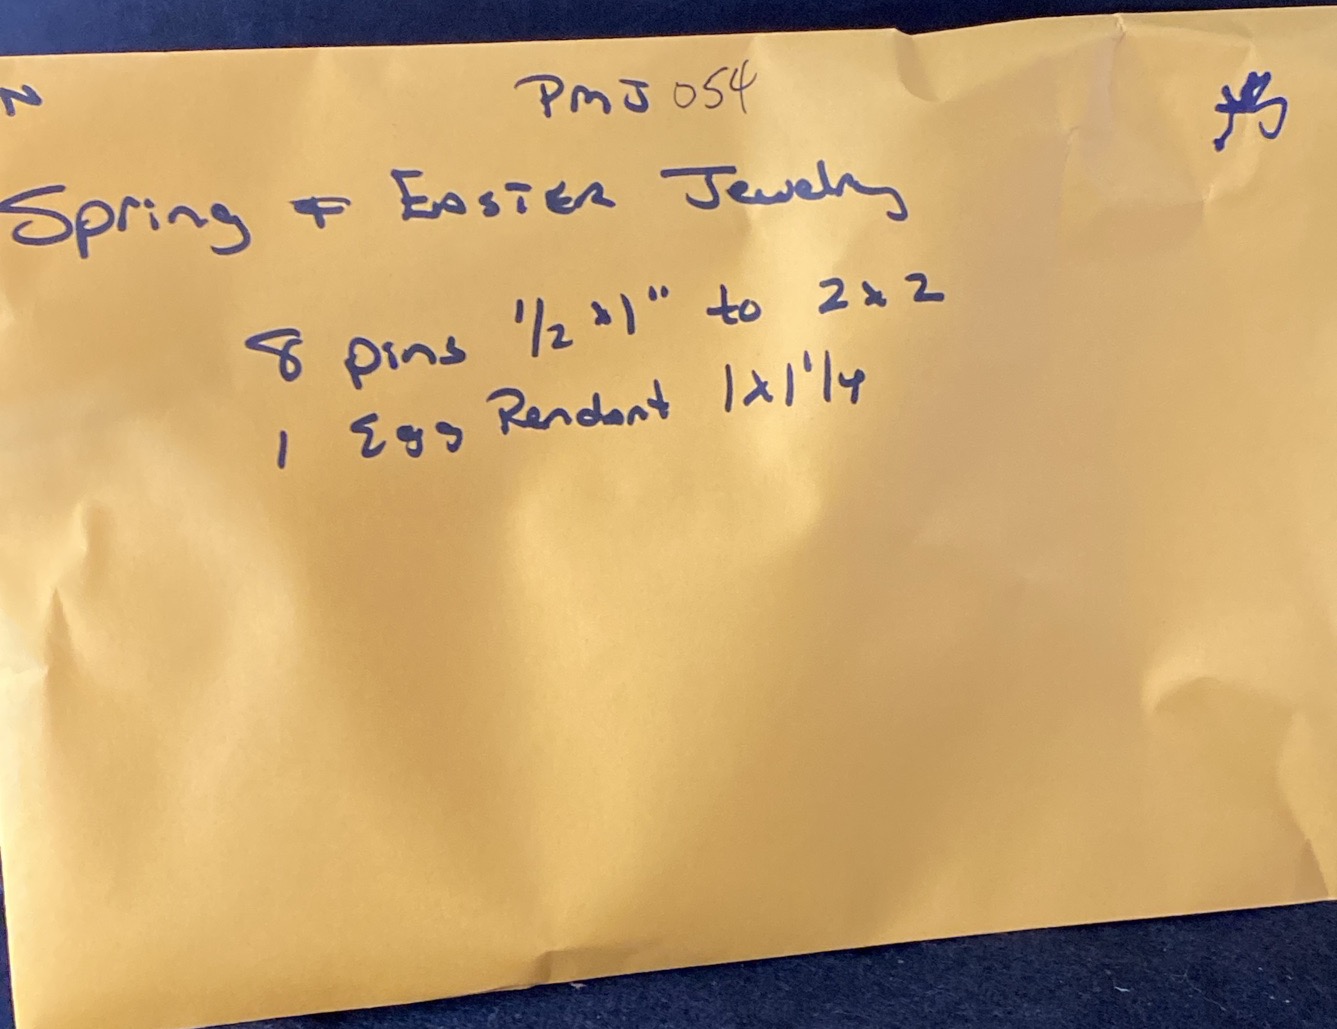 N PMJ 054
Spring & Easter Jewelry
8 pins 1/2 x 1" to 2 x 2
1 Egg Pendant 1 x 1 1/4